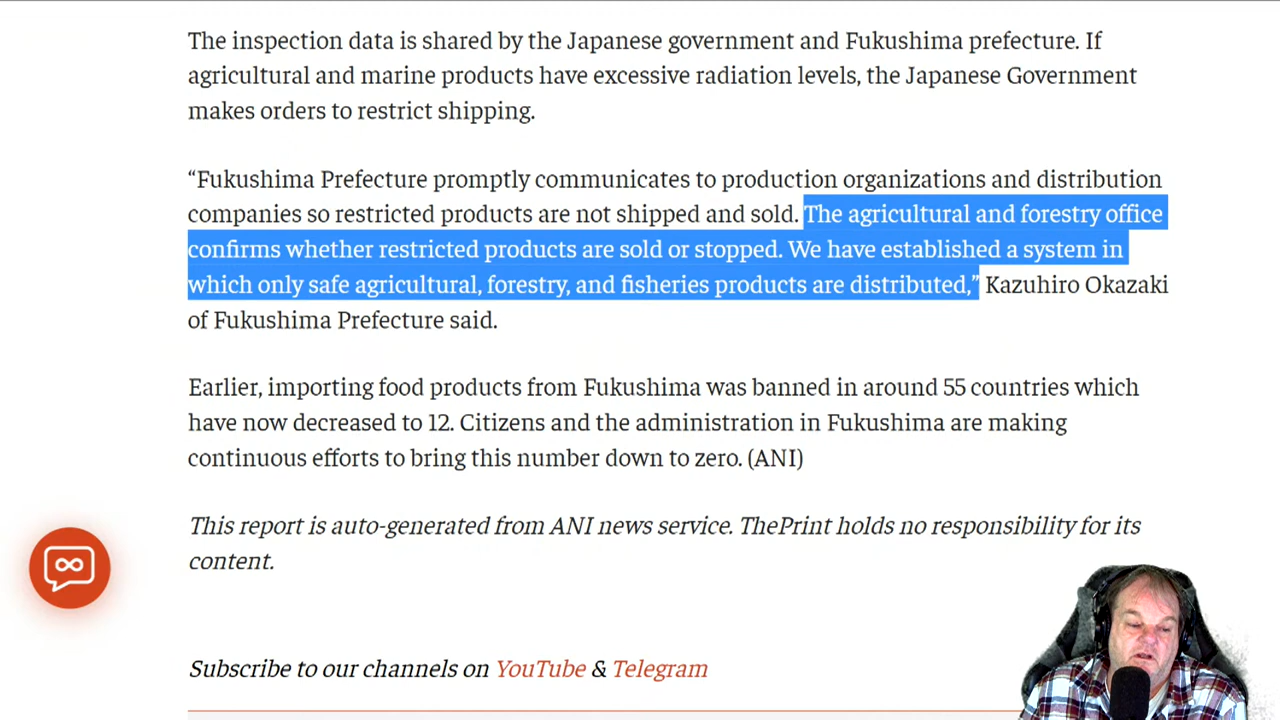 The inspection data is shared by the Japanese government and Fukushima prefecture. If
agricultural and marine products have excessive radiation levels, the Japanese Government
makes orders to restrict shipping.
“Fukushima Prefecture promptly communicates to production organizations and distribution
companies so restricted products are not shipped and sold. The agricultural and forestry office
confirms whether restricted products are sold or stopped. We have established a system in
which only safe agricultural, forestry, and fisheries products are distributed,” Kazuhiro Okazaki
of Fukushima Prefecture said.
Earlier, importing food products from Fukushima was banned in around 55 countries which
have now decreased to 12. Citizens and the administration in Fukushima are making
continuous efforts to bring this number down to zero. (ANI)
This report is auto-generated from ANI news service. ThePrint holds no responsibility for its
content.
Subscribe to our channels on YouTube & Telegram